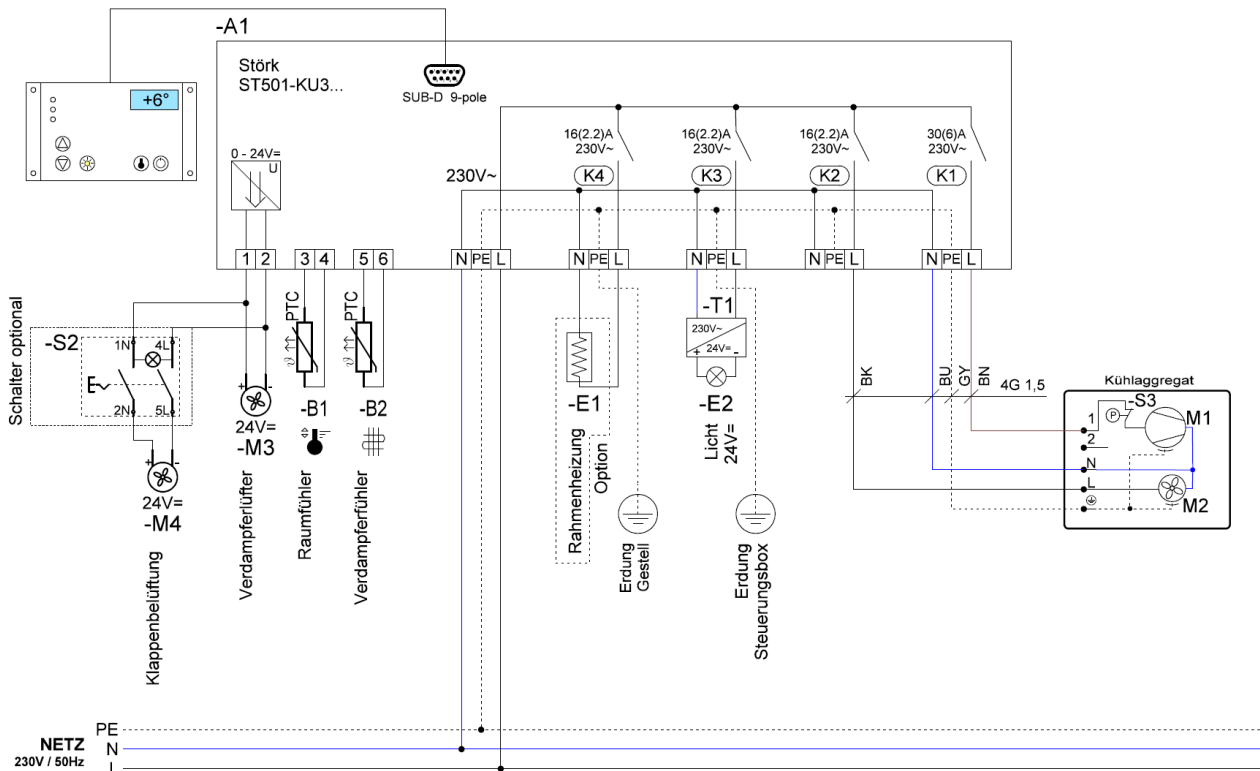 -A1
Störk
ST501-KU3...
SUB-D 9-pole
+6°
0 - 24V=
U
230V~
16(2.2)A
230V~
K4
16(2.2)A
230V~
K3
16(2.2)A
230V~
K2
30(6)A
230V~
K1
1 2
3 4
5 6
N PE L
N PE L
N PE L
N PE L
N PE L
Schalter optional
-S2
1N
4L
2N
5L
+ -
24V=
-M4
Klappenbelüftung
+ -
24V=
-M3
Verdampferlüfter
PTC
ϑ ↑↑
-B1
Raumfühler
PTC
ϑ ↑↑
-B2
Verdampferfühler
-E1
Rahmenheizung
Option
Erdung
Gestell
-T1
230V~
+ 24V= -
-E2
Licht
24V=
Erdung
Steuerungsbox
BK
BU
GY
BN
4G 1,5
Kühlaggregat
-S3
P
M1
1
2
N
L
M2
PE
NETZ
N
230V / 50Hz
L